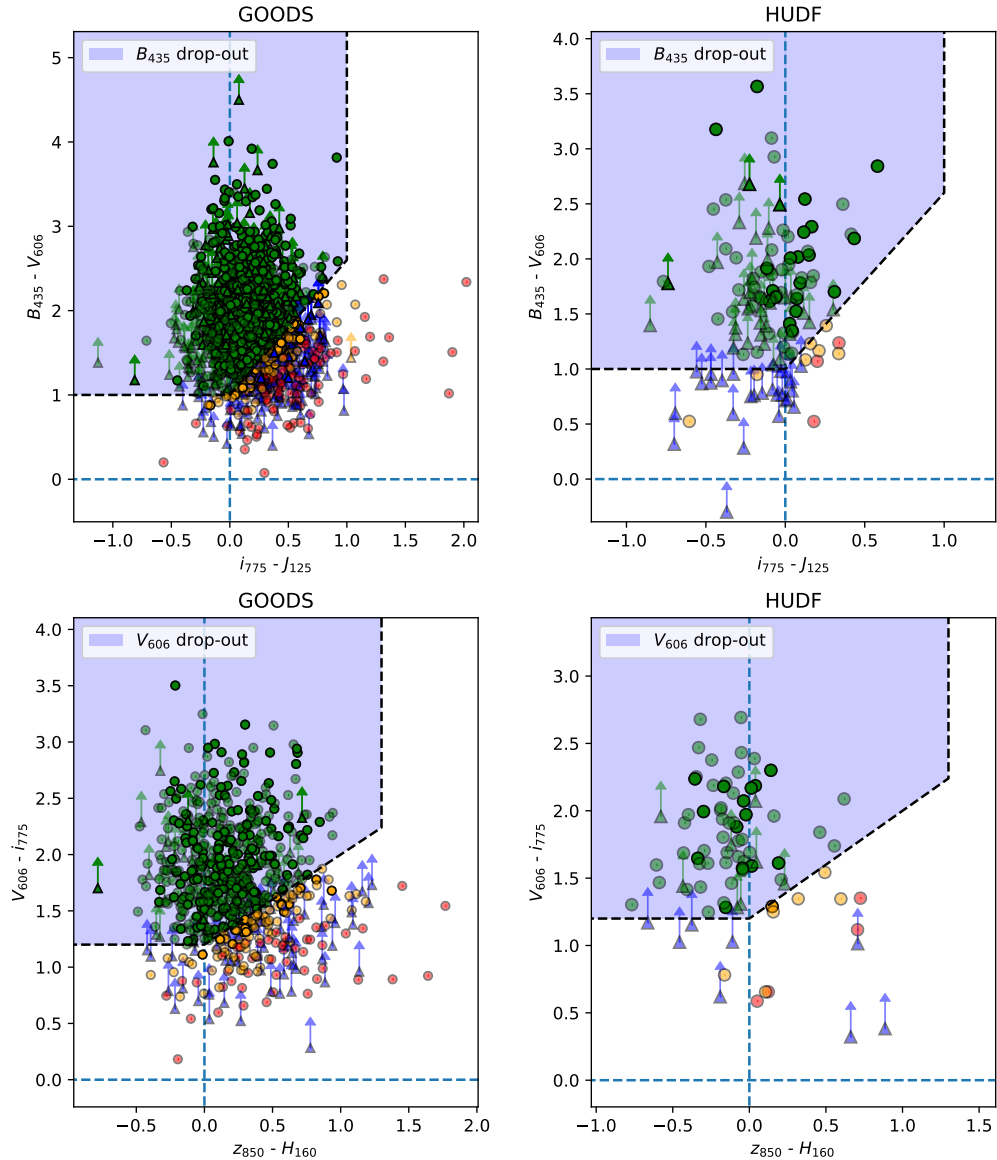 GOODS
B435 drop-out
B435 - V606
5
4
3
2
1
0
−1.0 −0.5 0.0 0.5 1.0 1.5 2.0
i775 - J125
HUDF
B435 drop-out
B435 - V606
4.0
3.5
3.0
2.5
2.0
1.5
1.0
0.5
0.0
−1.0 −0.5 0.0 0.5 1.0
i775 - J125
GOODS
V606 drop-out
V606 - i775
4.0
3.5
3.0
2.5
2.0
1.5
1.0
0.5
0.0
−0.5 0.0 0.5 1.0 1.5 2.0
z850 - H160
HUDF
V606 drop-out
V606 - i775
3.0
2.5
2.0
1.5
1.0
0.5
0.0
−1.0 −0.5 0.0 0.5 1.0 1.5
z850 - H160